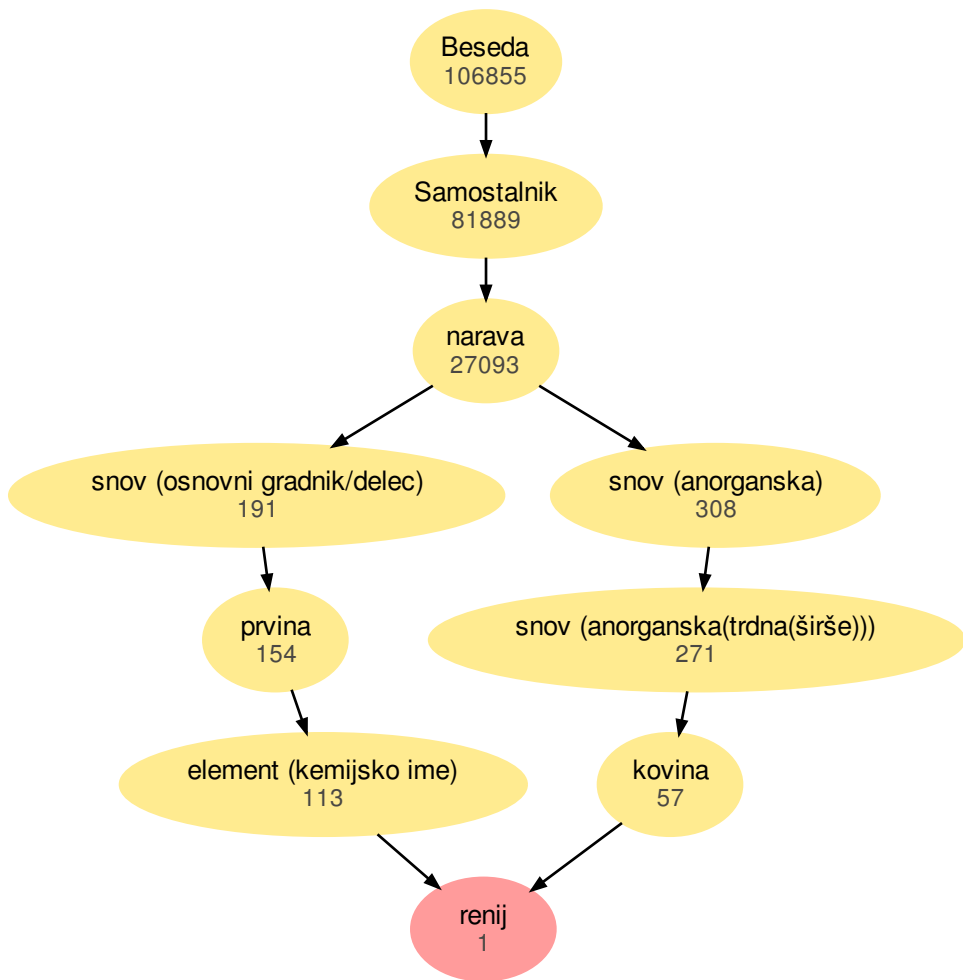 Beseda
106855
Samostalnik
81889
narava
27093
snov (osnovni gradnik/delec)
191
snov (anorganska)
308
prvina
154
snov (anorganska(trdna(širše)))
271
element (kemijsko ime)
113
kovina
57
renij
1